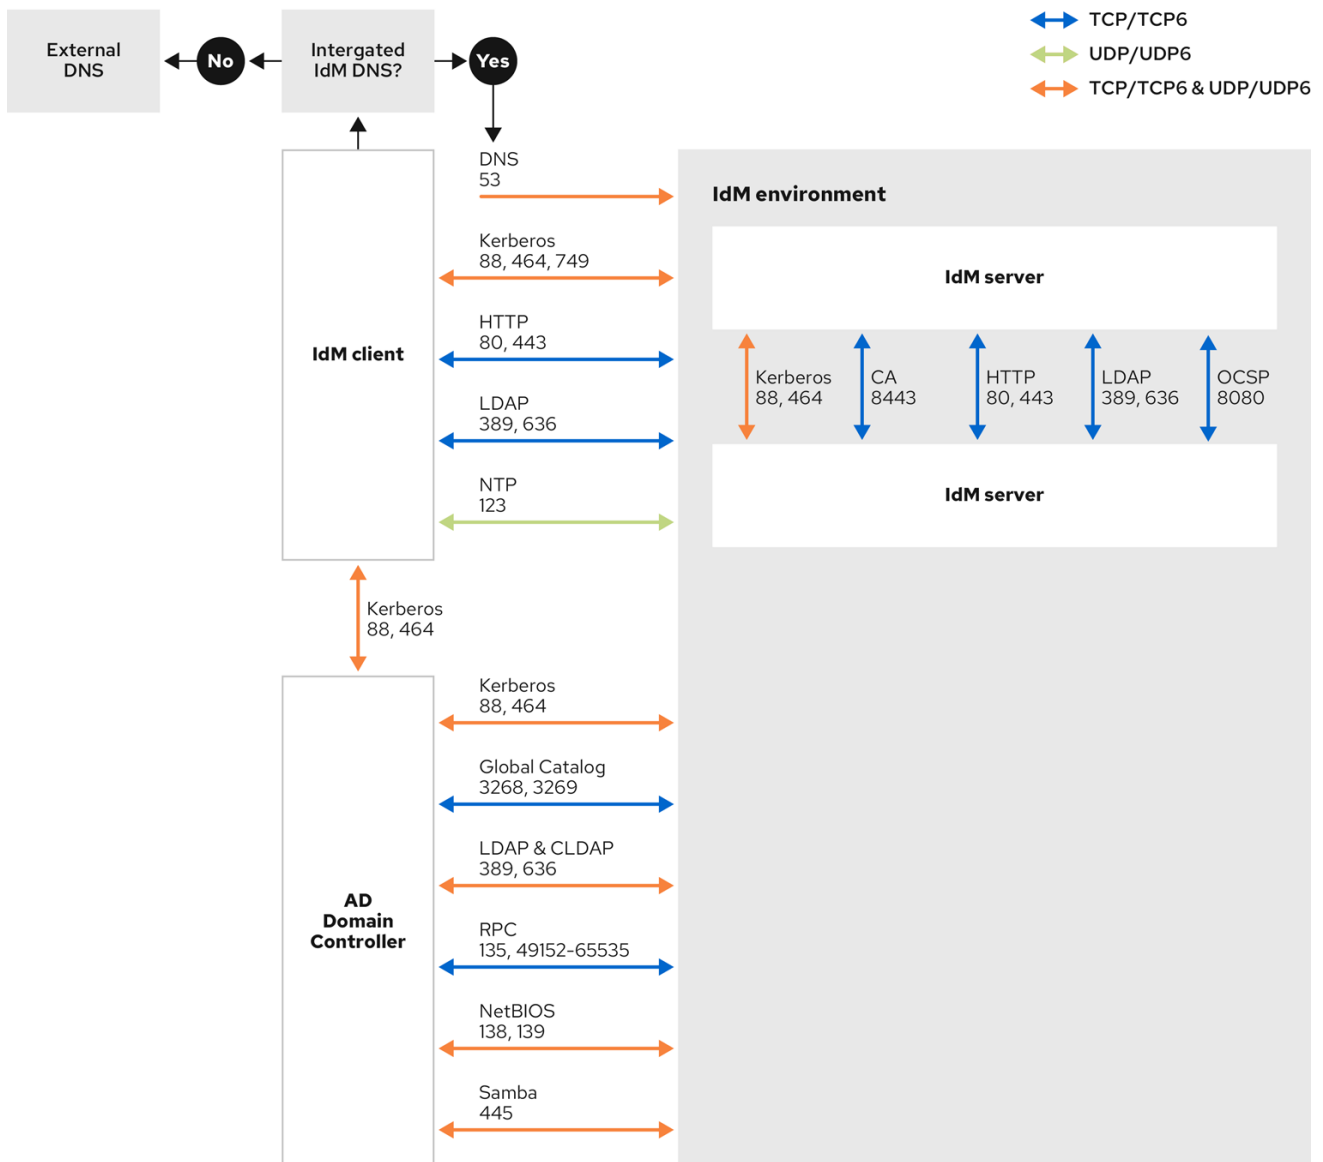 External
DNS
No
Intergated
IdM DNS?
Yes
TCP/TCP6
UDP/UDP6
TCP/TCP6 & UDP/UDP6
DNS
53
Kerberos
88, 464, 749
HTTP
80, 443
LDAP
389, 636
NTP
123
IdM client
IdM environment
IdM server
Kerberos
88, 464
CA
8443
HTTP
80, 443
LDAP
389, 636
OCSP
8080
IdM server
Kerberos
88, 464
AD
Domain
Controller
Kerberos
88, 464
Global Catalog
3268, 3269
LDAP & CLDAP
389, 636
RPC
135, 49152-65535
NetBIOS
138, 139
Samba
445